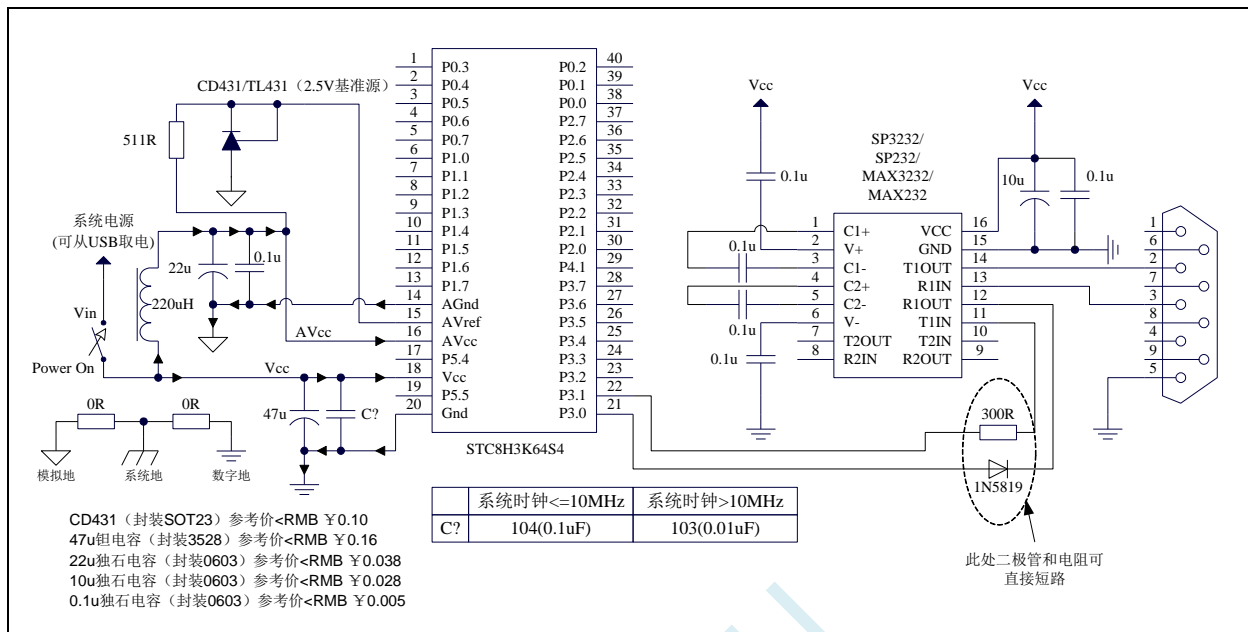 CD431/TL431（2.5V基准源）
511R
系统电源
(可从USB取电)
22u
0.1u
220uH
Vin
Power On
AVcc
Vcc
47u
C?
0R
0R
模拟地
系统地
数字地
1 P0.3
2 P0.4
3 P0.5
4 P0.6
5 P0.7
6 P1.0
7 P1.1
8 P1.2
9 P1.3
10 P1.4
11 P1.5
12 P1.6
13 P1.7
14 AGnd
15 AVref
16 AVcc
17 P5.4
18 Vcc
19 P5.5
20 Gnd
P0.2 40
P0.1 39
P0.0 38
P2.7 37
P2.6 36
P2.5 35
P2.4 34
P2.3 33
P2.2 32
P2.1 31
P2.0 30
P4.1 29
P3.7 28
P3.6 27
P3.5 26
P3.4 25
P3.3 24
P3.2 23
P3.1 22
P3.0 21
STC8H3K64S4
Vcc
0.1u
0.1u
0.1u
0.1u
SP3232/
SP232/
MAX3232/
MAX232
1 C1+
2 V+
3 C1-
4 C2+
5 C2-
6 V-
7 T2OUT
8 R2IN
VCC 16
GND 15
T1OUT 14
R1IN 13
R1OUT 12
T1IN 11
T2IN 10
R2OUT 9
Vcc
10u
0.1u
1
6
2
7
3
8
4
9
5
300R
1N5819
此处二极管和电阻可
直接短路
系统时钟<=10MHz 系统时钟>10MHz
C? 104(0.1uF) 103(0.01uF)
CD431（封装SOT23）参考价<RMB ￥0.10
47u钽电容（封装3528）参考价<RMB ￥0.16
22u独石电容（封装0603）参考价<RMB ￥0.038
10u独石电容（封装0603）参考价<RMB ￥0.028
0.1u独石电容（封装0603）参考价<RMB ￥0.005